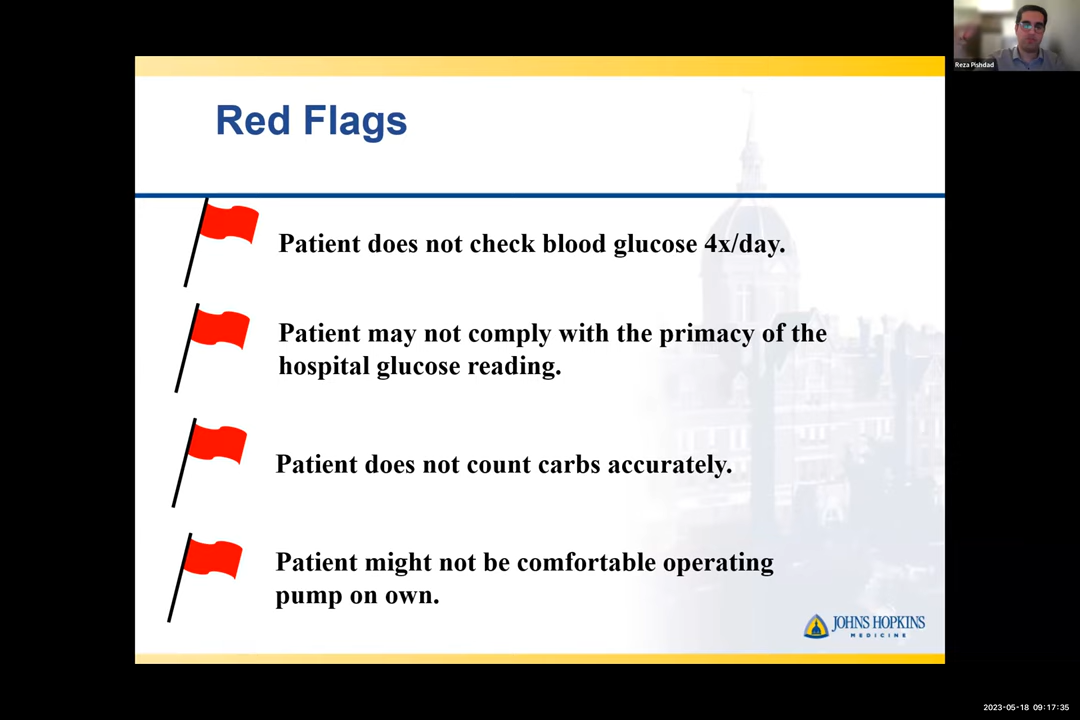 Reza Pishdad
Red Flags
Patient does not check blood glucose 4x/day.
Patient may not comply with the primacy of the
hospital glucose reading.
Patient does not count carbs accurately.
Patient might not be comfortable operating
pump on own.
JOHNS HOPKINS
MEDICINE
2023-05-18 09:17:35